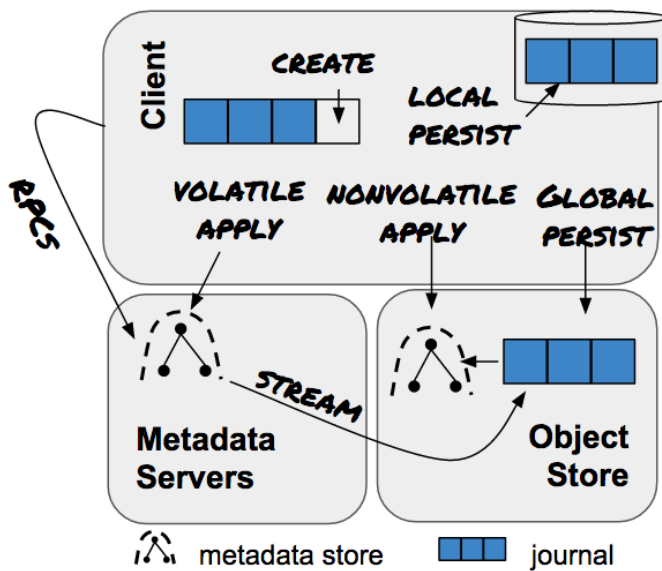 Client
CREATE
LOCAL
PERSIST
RPCS
VOLATILE
APPLY
NONVOLATILE
APPLY
GLOBAL
PERSIST
STREAM
Metadata
Servers
Object
Store
metadata store
journal